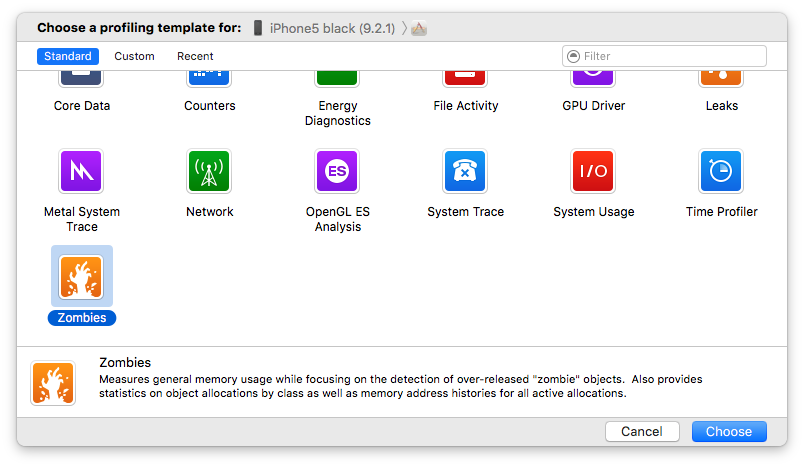 Choose a profiling template for: iPhone5 black (9.2.1)
Standard Custom Recent Filter
Core Data Counters Energy File Activity GPU Driver Leaks
Diagnostics
ES
I/O
Metal System Network OpenGL ES System Trace System Usage Time Profiler
Trace Analysis
Zombies
Zombies
Measures general memory usage while focusing on the detection of over-released "zombie" objects. Also provides
statistics on object allocations by class as well as memory address histories for all active allocations.
Cancel Choose